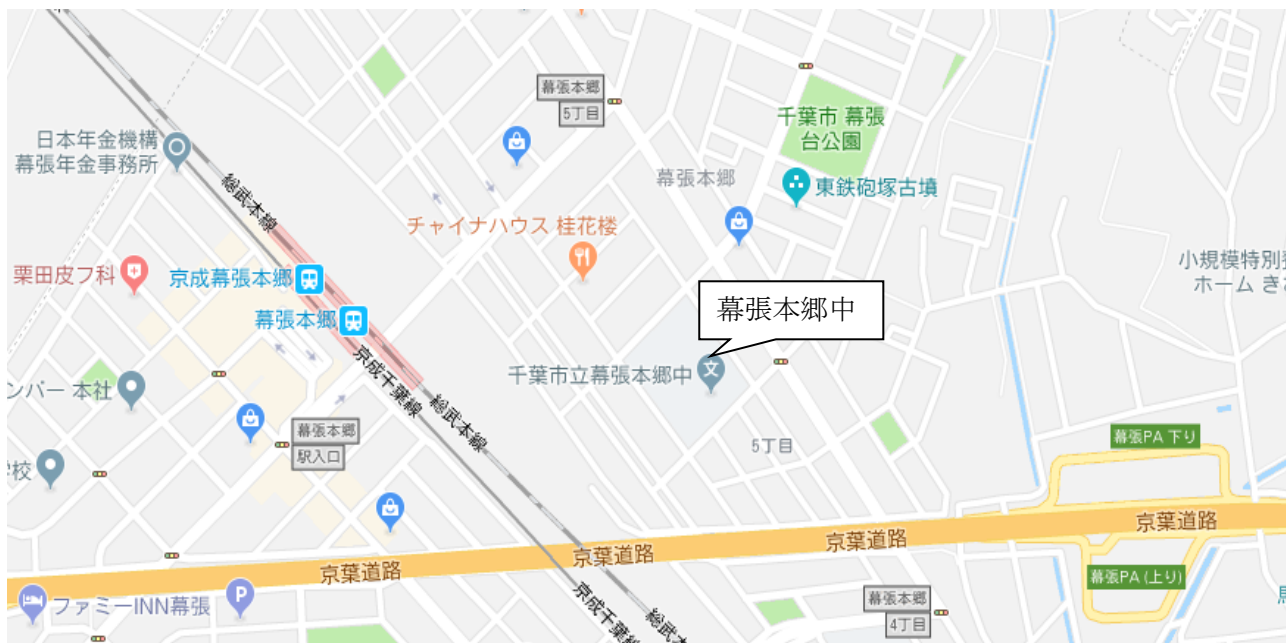 幕張本郷
5丁目
千葉市 幕張
台公園
日本年金機構
幕張年金事務所
総武本線
幕張本郷
東鉄砲塚古墳
チャイナハウス 桂花楼
栗田皮フ科
京成幕張本郷
小規模特別
ホーム き
幕張本郷
幕張本郷中
京成千葉線
千葉市立幕張本郷中
文
ンパー 本社
総武本線
幕張本郷
駅入口
5丁目
幕張PA 下り
校
京葉道路
京葉道路
京葉道路
京葉道路
幕張PA (上り)
京成千葉線
ファミーINN幕張
P
幕張本郷
4丁目
総武本